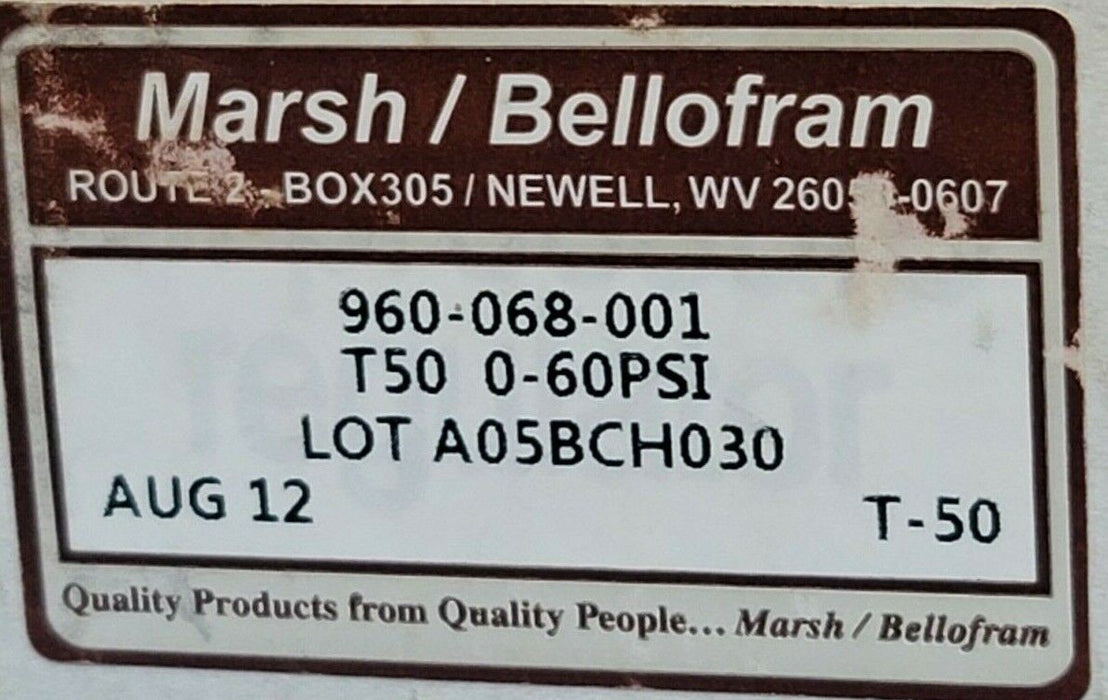 Marsh / Bellofram
ROUTE 2, BOX305 / NEWELL, WV
960-068-001
T50 0-60PSI
LOT A05BCH030
AUG 12
T-50
Quality Products from Quality People... Marsh / Bellofram